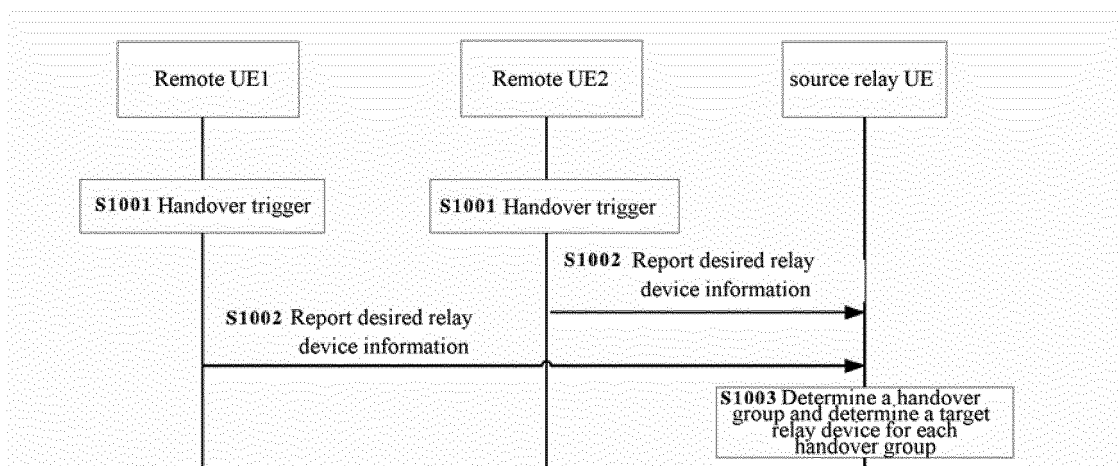 Remote UE1
Remote UE2
source relay UE
S1001 Handover trigger
S1001 Handover trigger
S1002 Report desired relay
device information
S1002 Report desired relay
device information
S1003 Determine a handover
group and determine a target
relay device for each
handover group